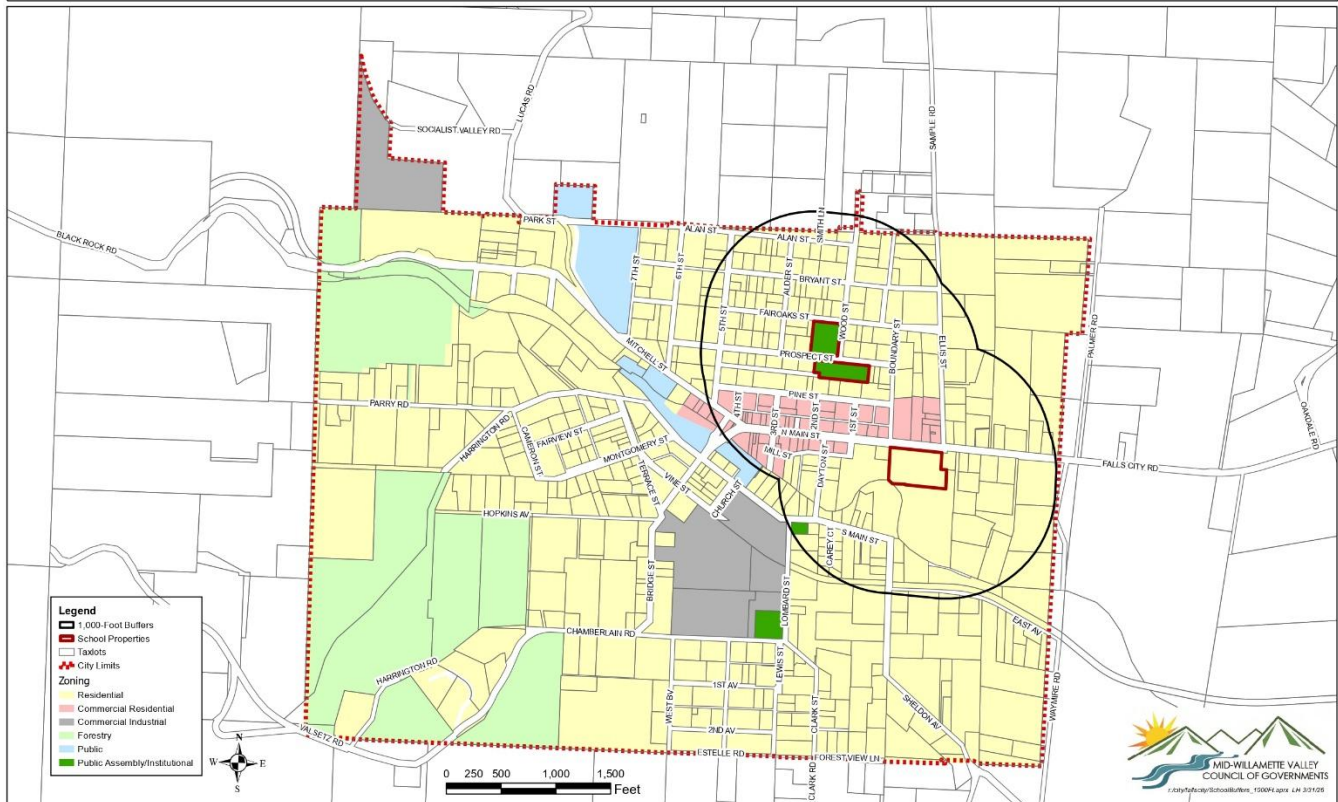 LUCAS RD
SOCIALIST VALLEY RD
SAMPLE RD
BLACK ROCK RD
PARK ST
SMITH LN
ALAN ST
ALAN ST
7TH ST
6TH ST
5TH ST
ALDER ST
BRYANT ST
FAIROAKS ST
WOOD ST
BOUNDARY ST
ELLIS ST
PALMER RD
MITCHELL ST
PROSPECT ST
OAKDALE RD
PARRY RD
HARRINGTON RD
CAMERON ST
FAIRVIEW ST
MONTGOMERY ST
TERRACE ST
VINE ST
CHURCH ST
4TH ST
PINE ST
3RD ST
2ND ST
1ST ST
N MAIN ST
MILL ST
DAYTON ST
FALLS CITY RD
HOPKINS AV
S MAIN ST
CAREY CT
BRIDGE ST
LOMBARD ST
EAST AV
CHAMBERLAIN RD
HARRINGTON RD
LEWIS ST
1ST AV
2ND AV
WEST BV
CLARK ST
SHELDON AV
WAYMIRE RD
VALSETZ RD
ESTELLE RD
FOREST VIEW LN
CLARK RD
Legend
1,000-Foot Buffers
School Properties
Taxlots
City Limits
Zoning
Residential
Commercial Residential
Commercial Industrial
Forestry
Public
Public Assembly/Institutional
N
W E
S
0 250 500 1,000 1,500
Feet
MID-WILLAMETTE VALLEY
COUNCIL OF GOVERNMENTS